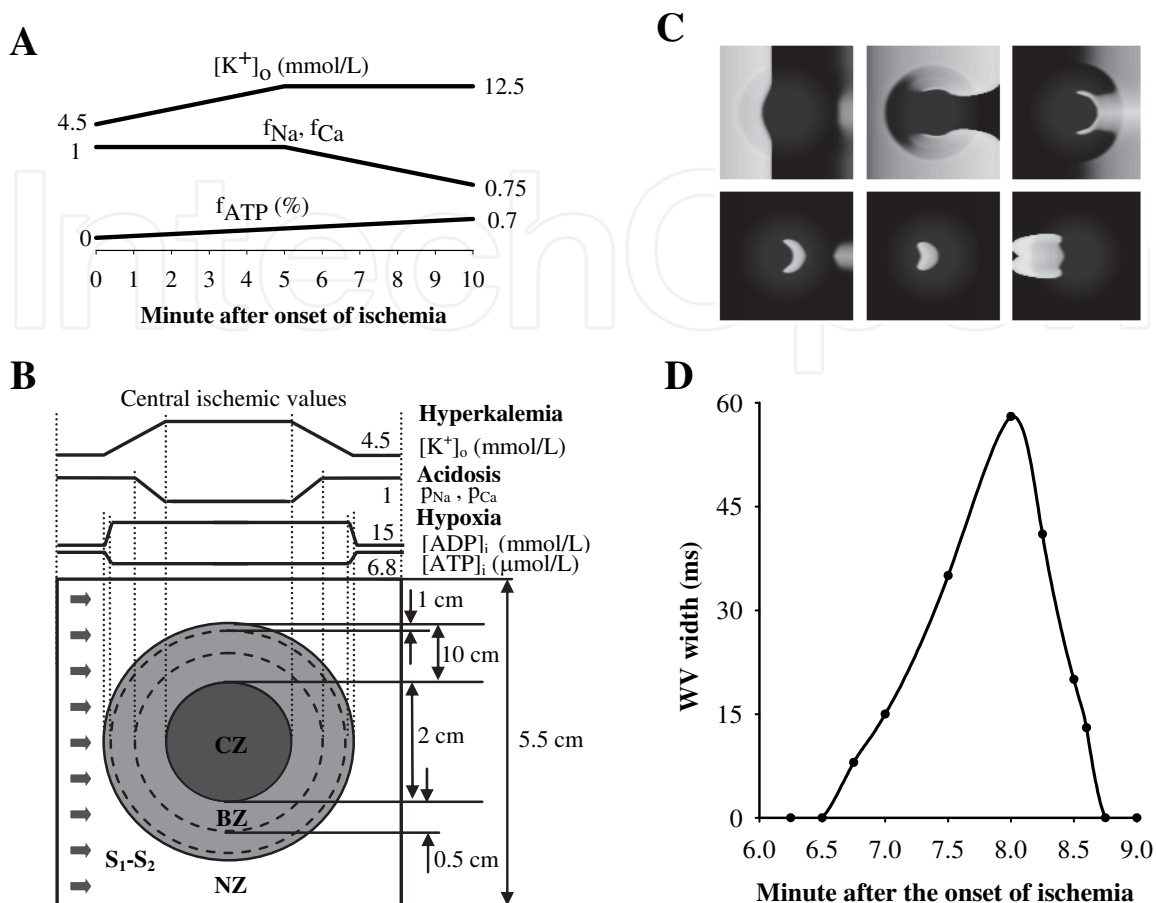 A
[K+]o (mmol/L)
4.5
12.5
fNa, fCa
1
0.75
fATP (%)
0
0.7
0 1 2 3 4 5 6 7 8 9 10
Minute after onset of ischemia
B
Central ischemic values
Hyperkalemia
4.5
[K+]o (mmol/L)
Acidosis
1
pNa , pCa
Hypoxia
15
[ADP]i (mmol/L)
6.8
[ATP]i (μmol/L)
1 cm
10 cm
2 cm
5.5 cm
0.5 cm
CZ
BZ
S1-S2
NZ
C
D
WV width (ms)
60
45
30
15
0
6.0 6.5 7.0 7.5 8.0 8.5 9.0
Minute after the onset of ischemia
IntechOpen